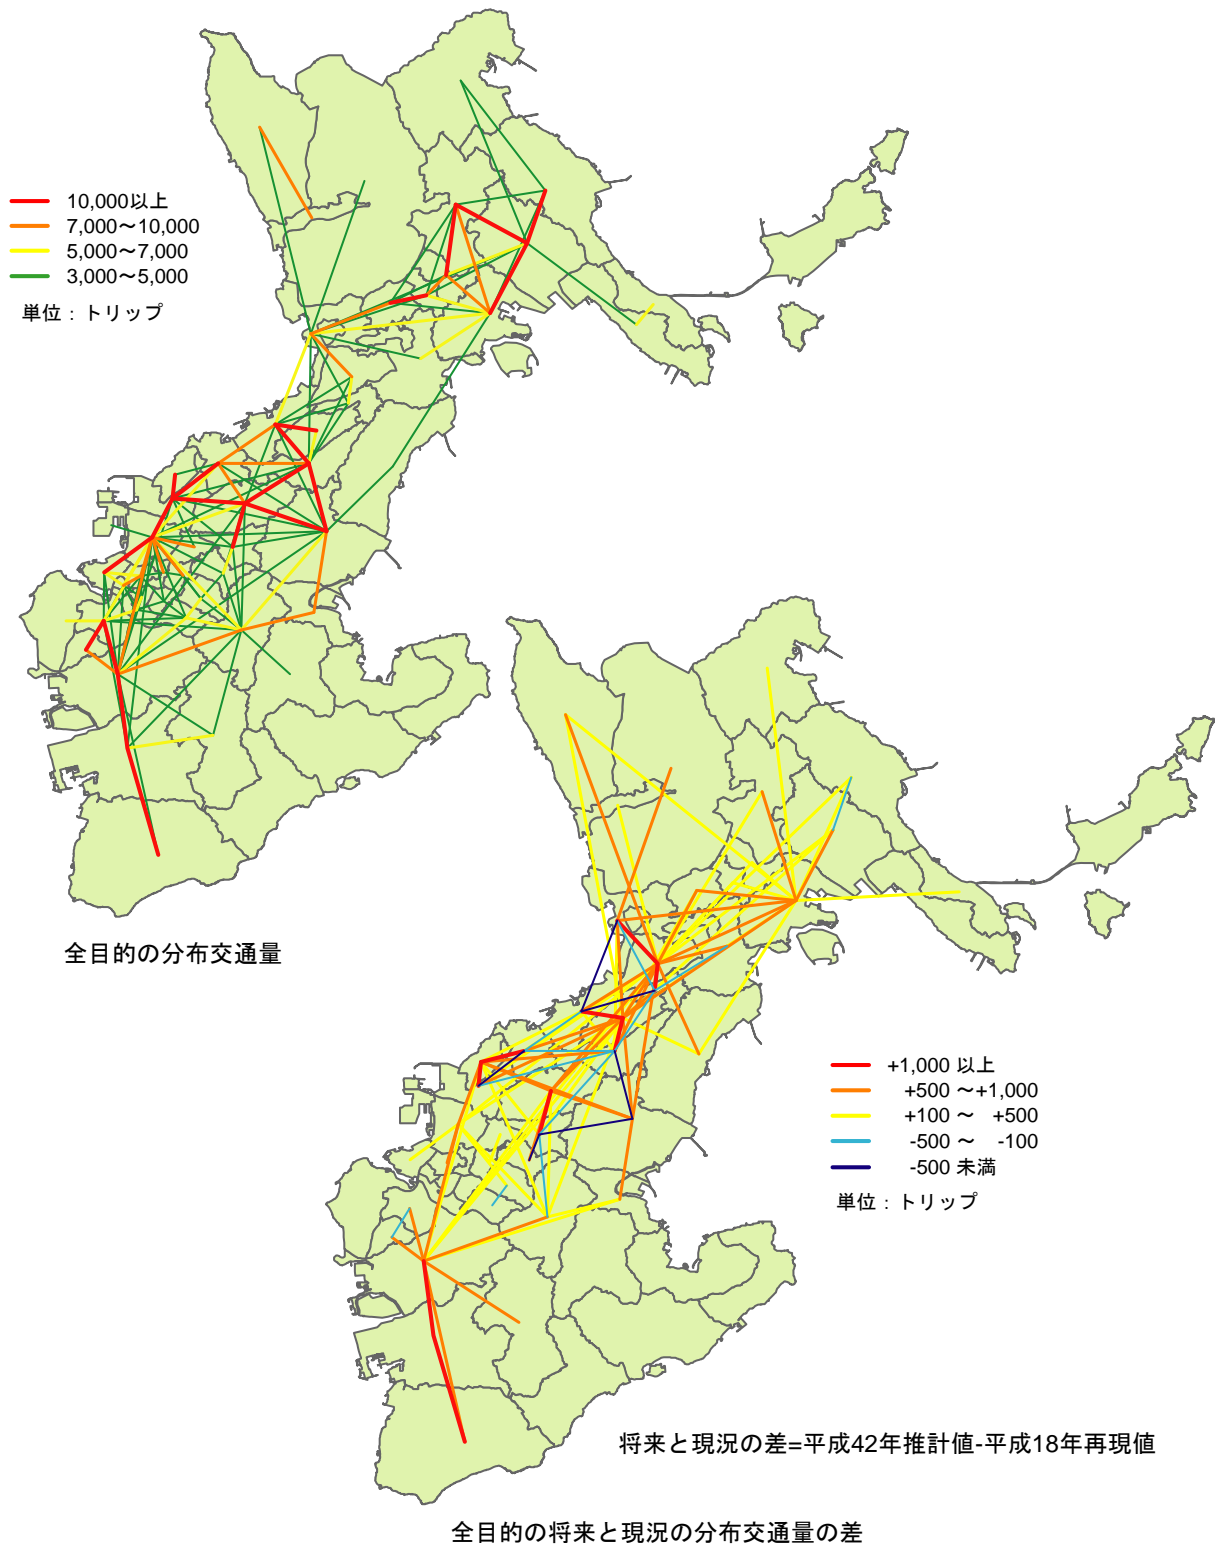 10,000以上
7,000～10,000
5,000～7,000
3,000～5,000
単位：トリップ
全目的の分布交通量
+1,000 以上
+500 ～+1,000
+100 ～ +500
-500 ～ -100
-500 未満
単位：トリップ
将来と現況の差=平成42年推計値-平成18年再現値
全目的の将来と現況の分布交通量の差